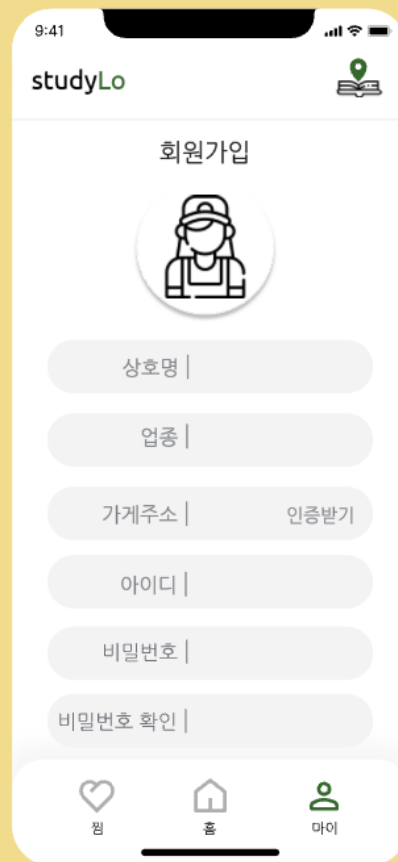 9:41
studyLo
회원가입
상호명 |
업종 |
가게주소 | 인증받기
아이디 |
비밀번호 |
비밀번호 확인 |
찜 홈 마이